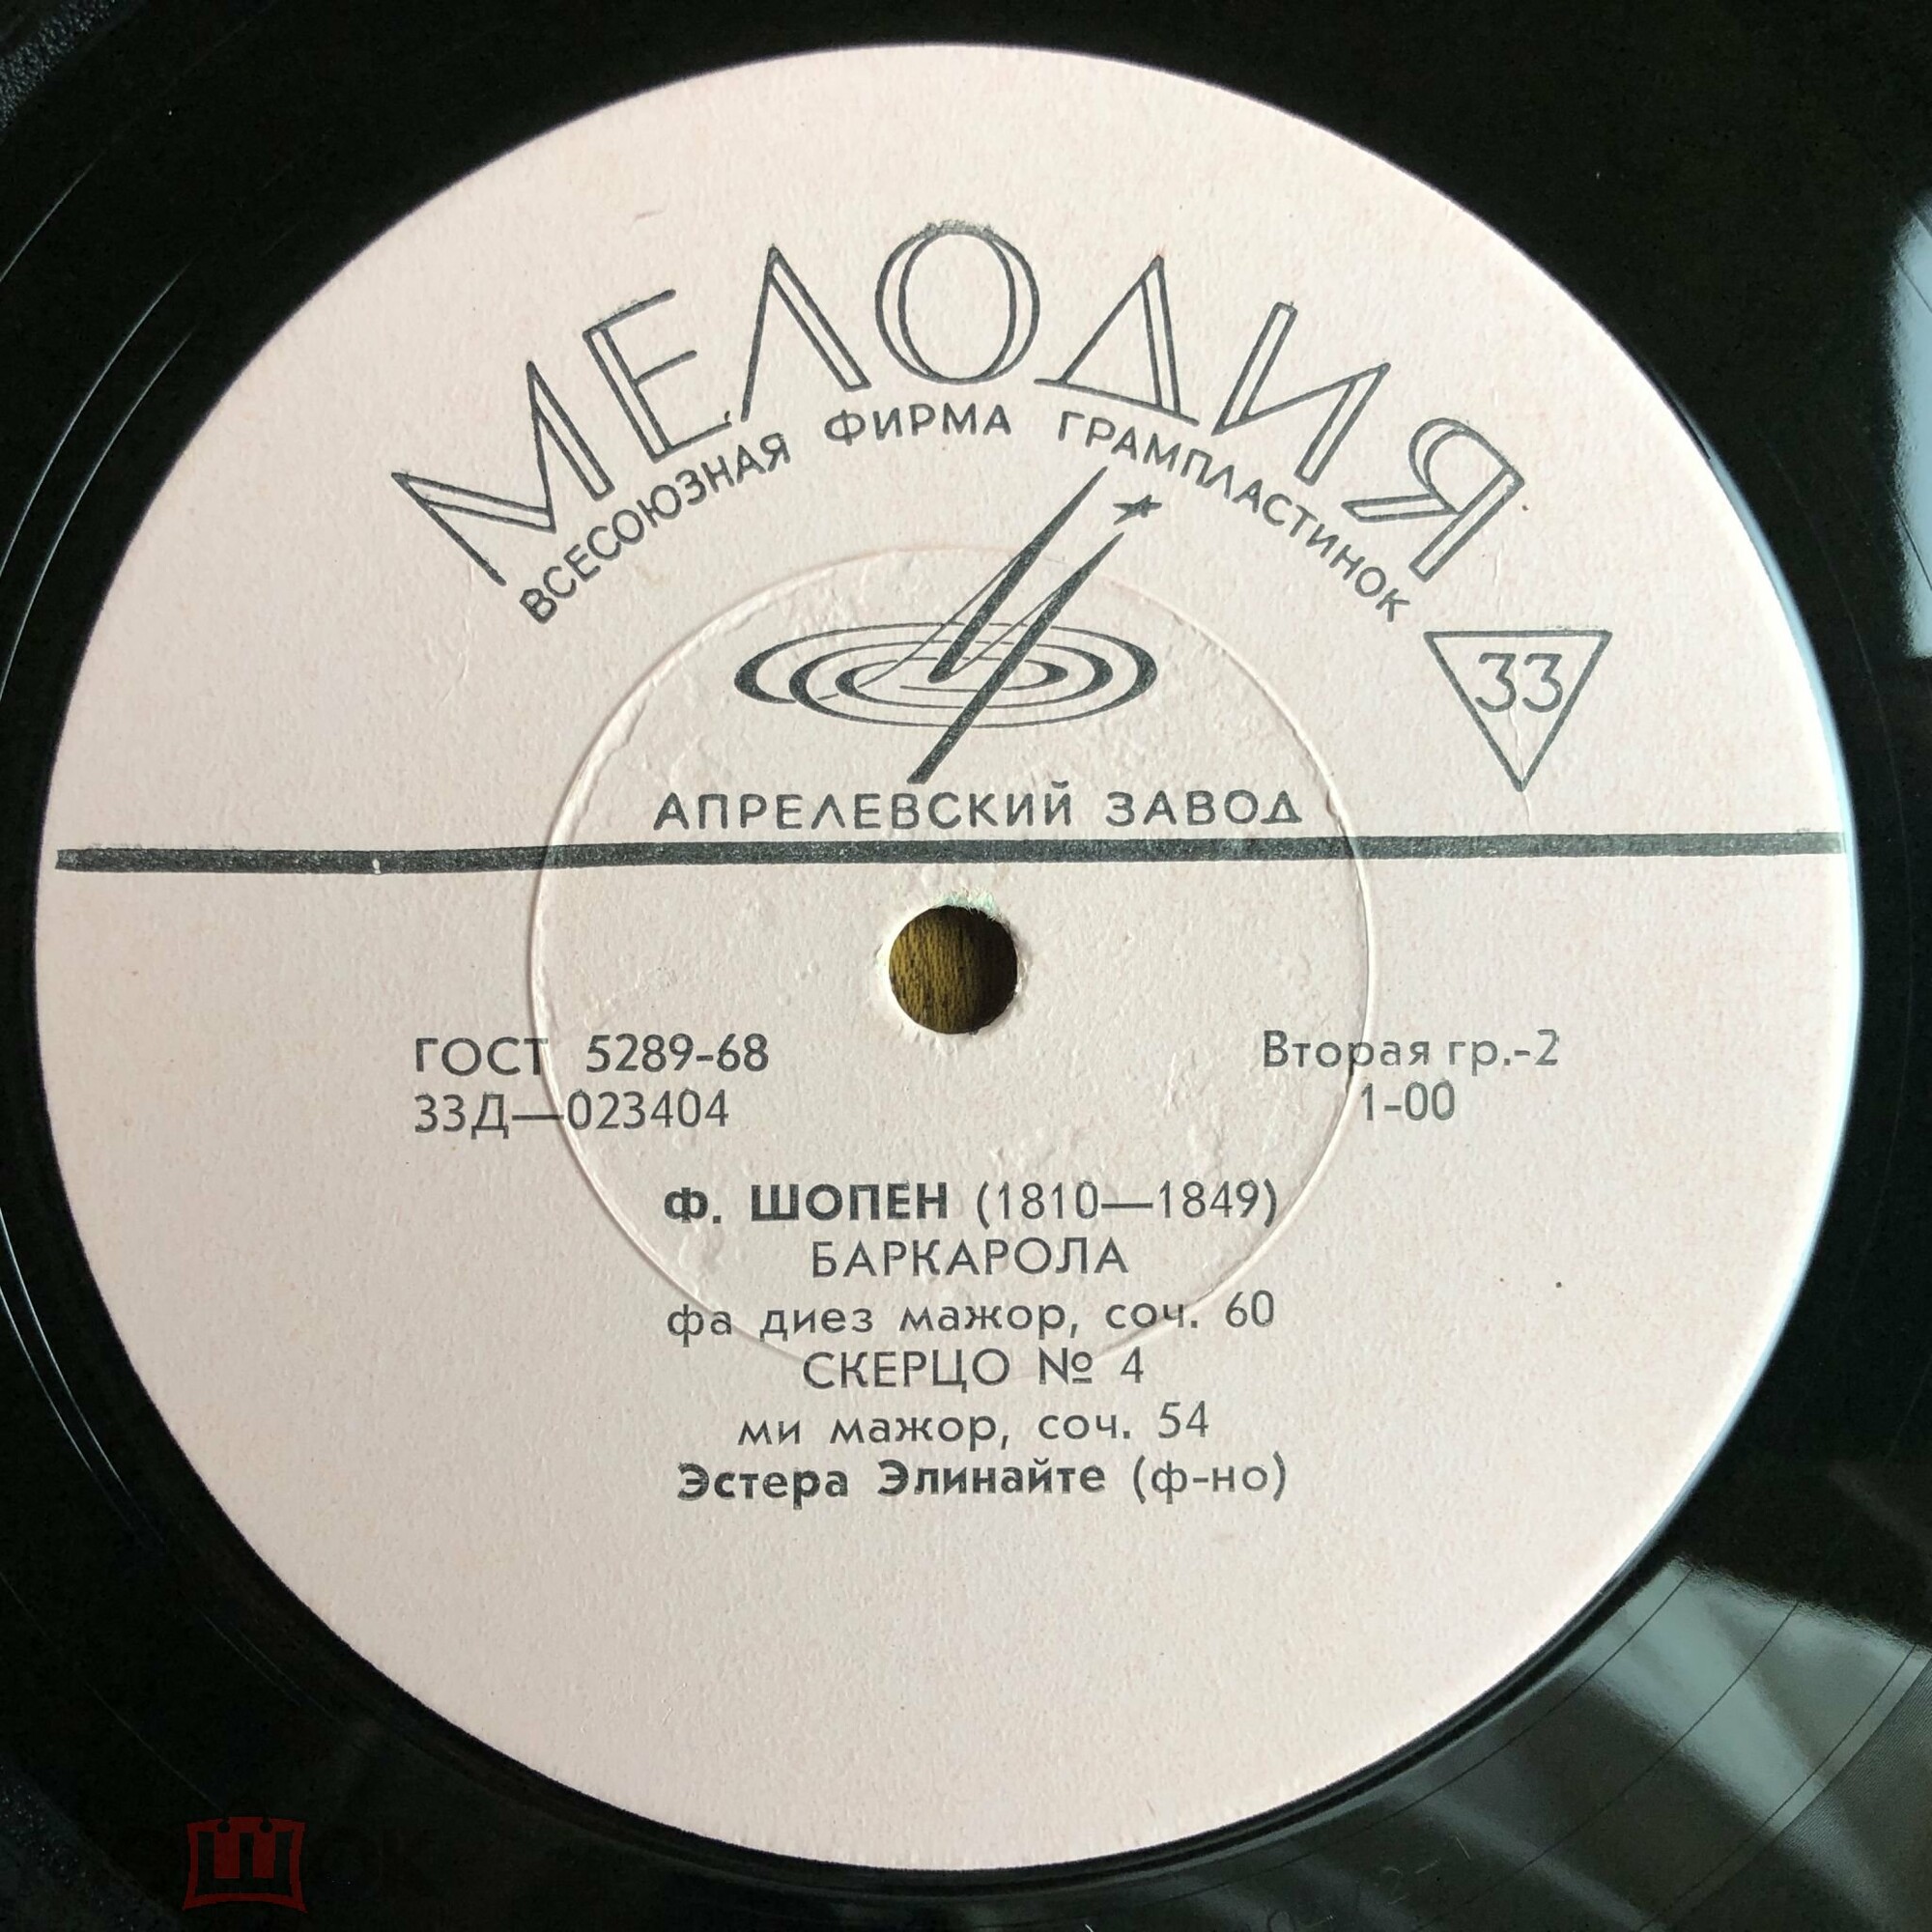 МЕЛОДИЯ
ВСЕСОЮЗНАЯ ФИРМА ГРАМПЛАСТИНОК
33
АПРЕЛЕВСКИЙ ЗАВОД
ГОСТ 5289-68
33Д—023404
Вторая гр.-2
1-00
Ф. ШОПЕН (1810—1849)
БАРКАРОЛА
фа диез мажор, соч. 60
СКЕРЦО № 4
ми мажор, соч. 54
Эстера Элинайте (ф-но)